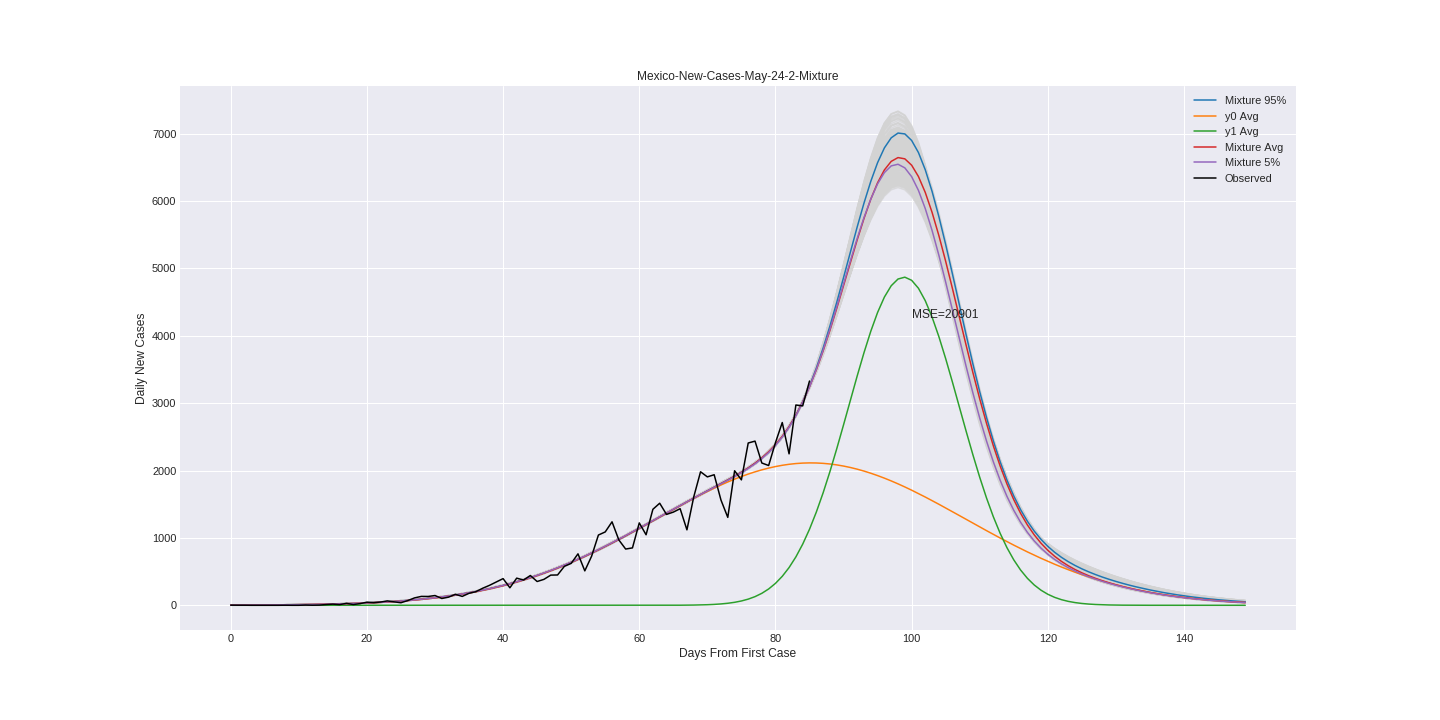 Mexico-New-Cases-May-24-2-Mixture
Mixture 95%
y0 Avg
y1 Avg
Mixture Avg
Mixture 5%
Observed
MSE=20901
Daily New Cases
7000
6000
5000
4000
3000
2000
1000
0
0 20 40 60 80 100 120 140
Days From First Case